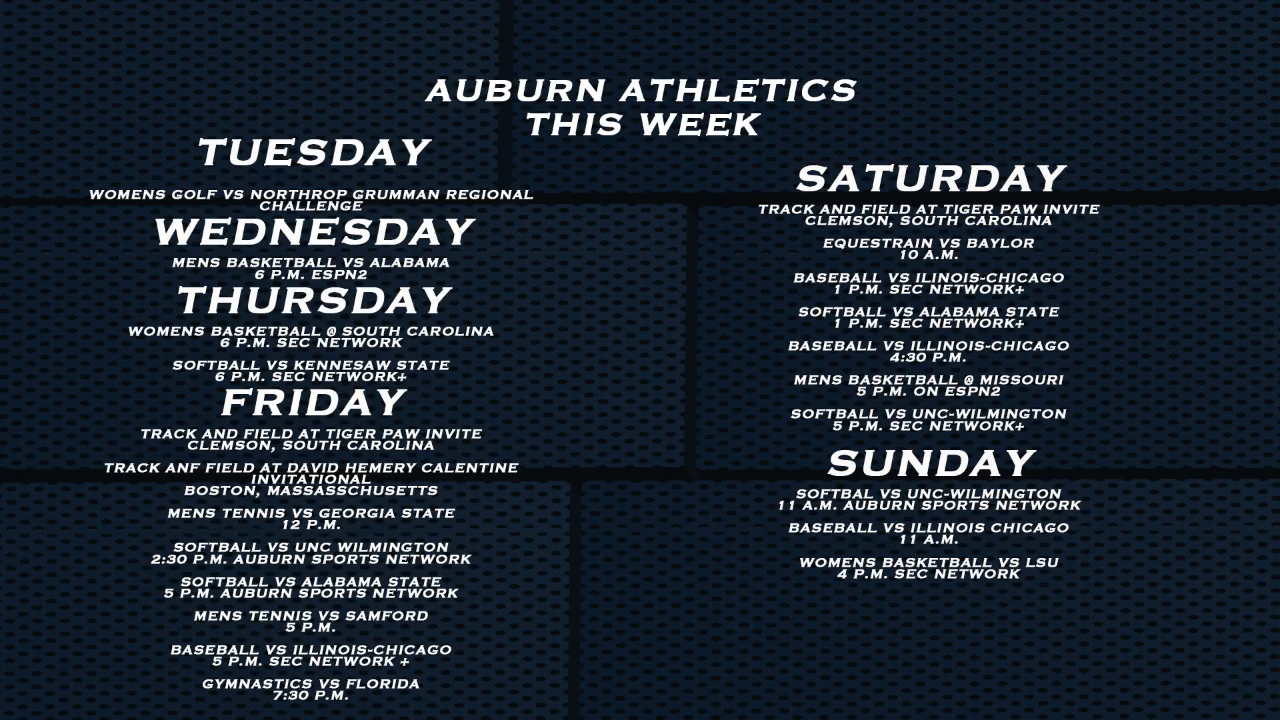 AUBURN ATHLETICS
THIS WEEK
TUESDAY
WOMENS GOLF VS NORTHROP GRUMMAN REGIONAL
CHALLENGE
WEDNESDAY
MENS BASKETBALL VS ALABAMA
6 P.M. ESPN2
THURSDAY
WOMENS BASKETBALL @ SOUTH CAROLINA
6 P.M. SEC NETWORK
SOFTBALL VS KENNESAW STATE
6 P.M. SEC NETWORK+
FRIDAY
TRACK AND FIELD AT TIGER PAW INVITE
CLEMSON, SOUTH CAROLINA
TRACK ANF FIELD AT DAVID HEMERY CALENTINE
INVITATIONAL
BOSTON, MASSASSCHUSETTS
MENS TENNIS VS GEORGIA STATE
12 P.M.
SOFTBALL VS UNC WILMINGTON
2:30 P.M. AUBURN SPORTS NETWORK
SOFTBALL VS ALABAMA STATE
5 P.M. AUBURN SPORTS NETWORK
MENS TENNIS VS SAMFORD
5 P.M.
BASEBALL VS ILLINOIS-CHICAGO
5 P.M. SEC NETWORK +
GYMNASTICS VS FLORIDA
7:30 P.M.
SATURDAY
TRACK AND FIELD AT TIGER PAW INVITE
CLEMSON, SOUTH CAROLINA
EQUESTRAIN VS BAYLOR
10 A.M.
BASEBALL VS ILINOIS-CHICAGO
1 P.M. SEC NETWORK+
SOFTBALL VS ALABAMA STATE
1 P.M. SEC NETWORK+
BASEBALL VS ILLINOIS-CHICAGO
4:30 P.M.
MENS BASKETBALL @ MISSOURI
5 P.M. ON ESPN2
SOFTBALL VS UNC-WILMINGTON
5 P.M. SEC NETWORK+
SUNDAY
SOFTBAL VS UNC-WILMINGTON
11 A.M. AUBURN SPORTS NETWORK
BASEBALL VS ILLINOIS CHICAGO
11 A.M.
WOMENS BASKETBALL VS LSU
4 P.M. SEC NETWORK